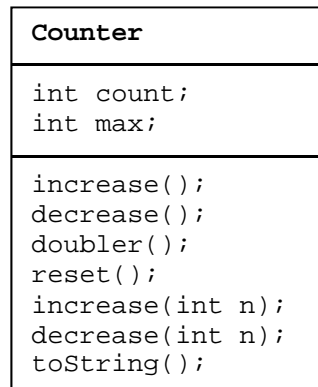 Counter
int count;
int max;
increase();
decrease();
doubler();
reset();
increase(int n);
decrease(int n);
toString();